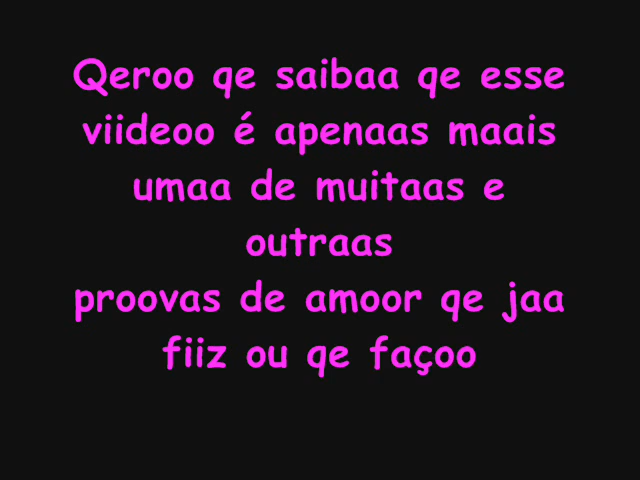 Qeroo qe saibaa qe esse
viideoo é apenaas maais
umaa de muitaas e
outraas
proovas de amoor qe jaa
fiiz ou qe façoo